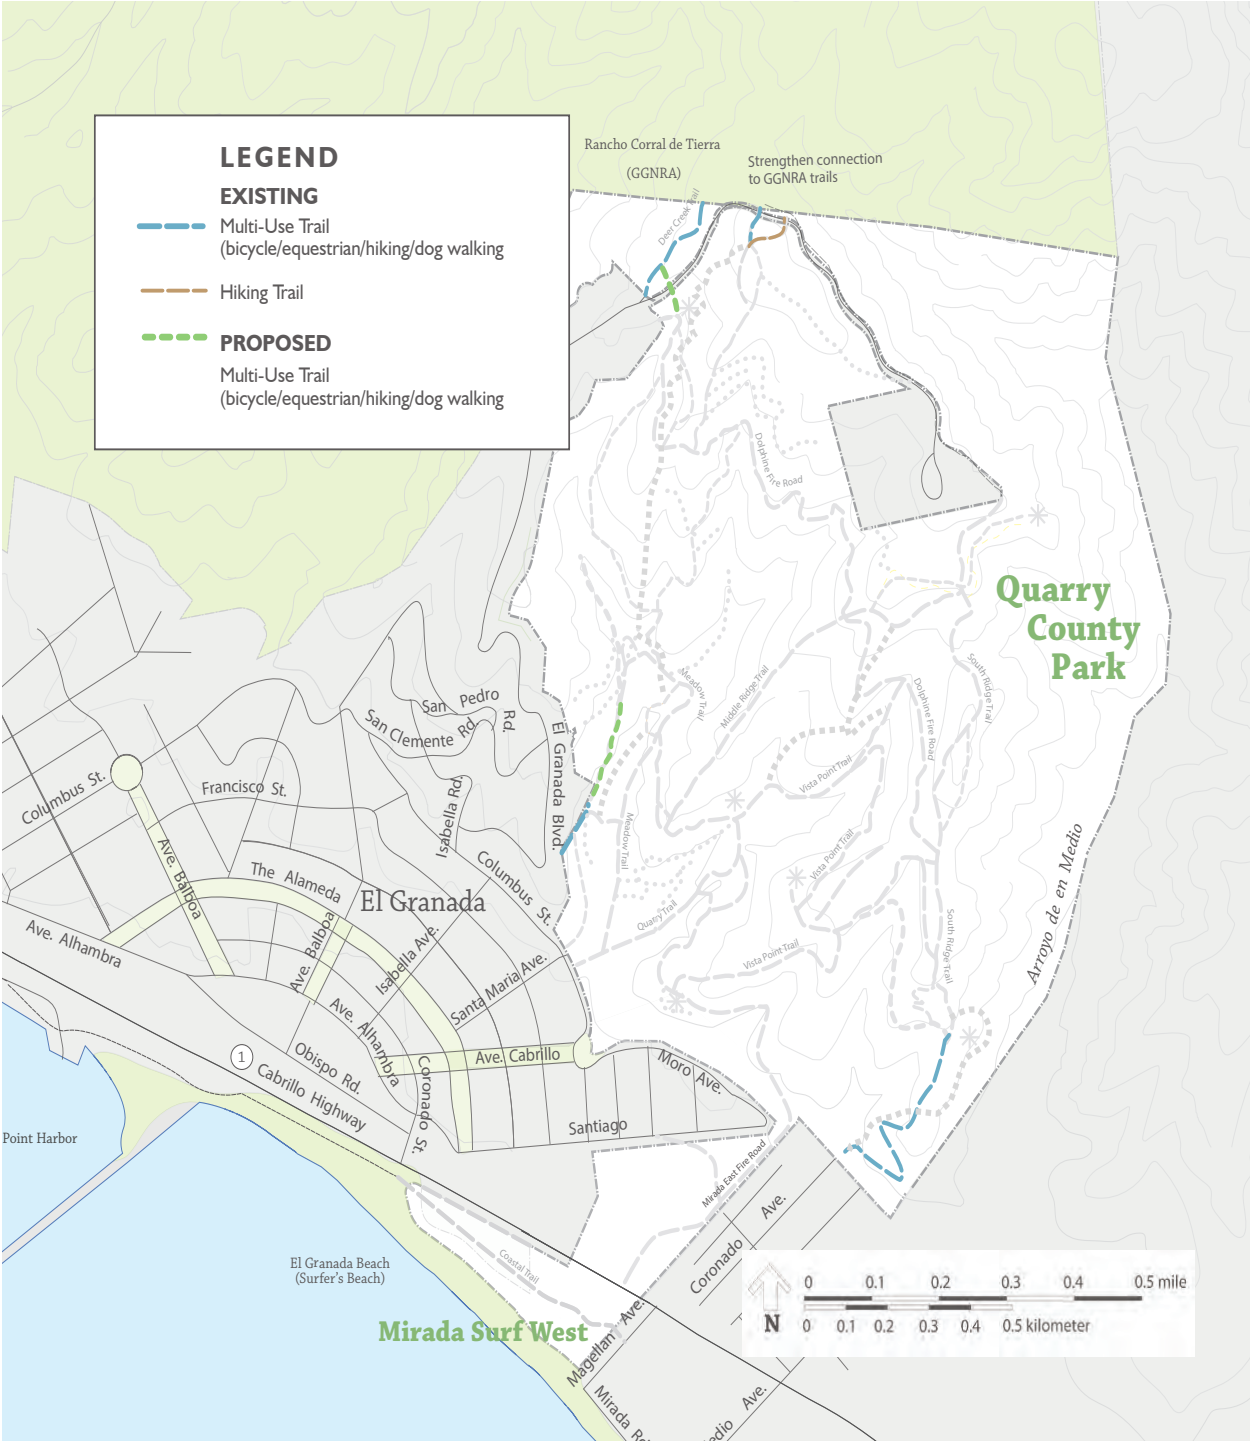 LEGEND
EXISTING
Multi-Use Trail
(bicycle/equestrian/hiking/dog walking
Hiking Trail
PROPOSED
Multi-Use Trail
(bicycle/equestrian/hiking/dog walking
Rancho Corral de Tierra
(GGNRA)
Strengthen connection
to GGNRA trails
Deer Creek Trail
Dolphine Fire Road
Quarry
County
Park
South Ridge Trail
Meadow Trail
Middle Ridge Trail
Dolphine Fire Road
San Pedro
Rd.
San Clemente Rd.
El Granada Blvd.
Columbus St.
Francisco St.
Isabella Rd.
Vista Point Trail
Meadow Trail
Vista Point Trail
Arroyo de en Medio
Ave. Balboa
The Alameda
Columbus St.
El Granada
Quarry Trail
Ave. Alhambra
Ave. Balboa
Isabella Ave.
Santa Maria Ave.
Vista Point Trail
South Ridge Trail
Ave. Alhambra
1
Obispo Rd.
Cabrillo Highway
Coronado St.
Ave. Cabrillo
Moro Ave.
Santiago
Point Harbor
Mirada East Fire Road
Coronado Ave.
El Granada Beach
(Surfer's Beach)
Coastal Trail
Mirada Surf West
Magellan Ave.
Mirada R
edio Ave.
0 0.1 0.2 0.3 0.4 0.5 mile
N
0 0.1 0.2 0.3 0.4 0.5 kilometer